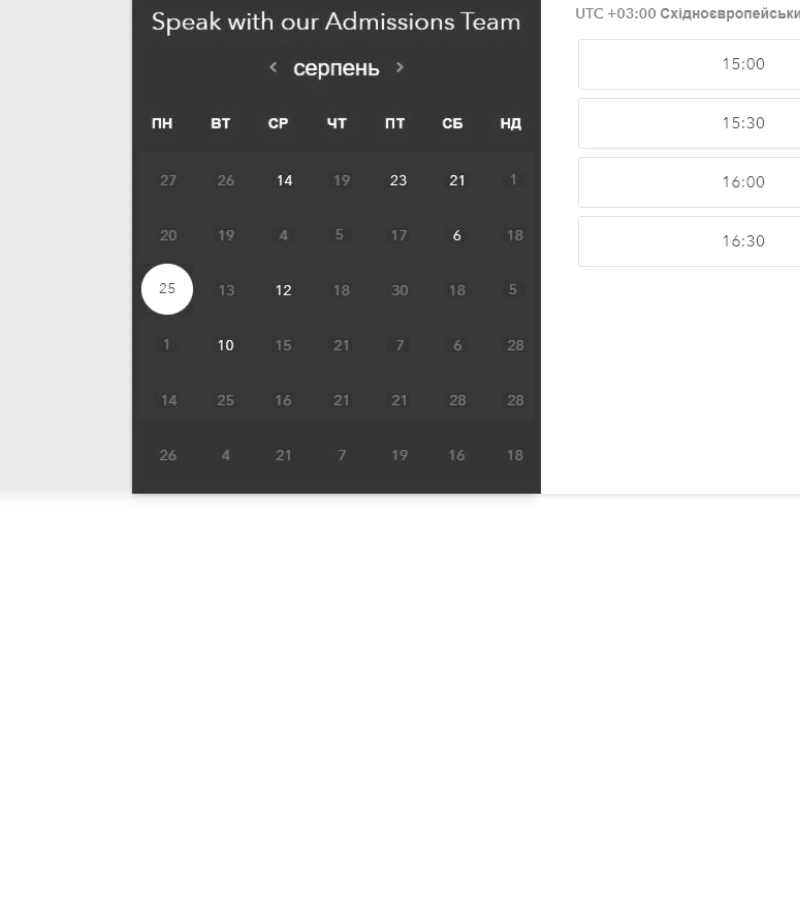 Speak with our Admissions Team
UTC +03:00 Східноєвропейськи
< серпень >
ПН ВТ СР ЧТ ПТ СБ НД
27 26 14 19 23 21 1
20 19 4 5 17 6 18
25 13 12 18 30 18 5
1 10 15 21 7 6 28
14 25 16 21 21 28 28
26 4 21 7 19 16 18
15:00
15:30
16:00
16:30